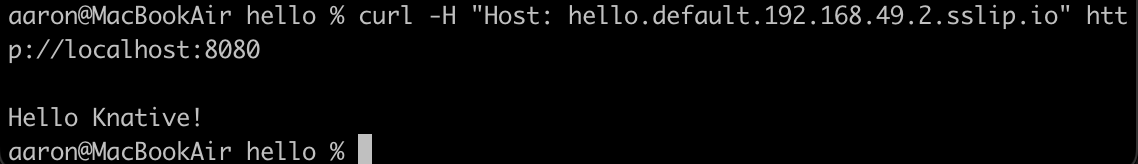 aaron@MacBookAir hello % curl -H "Host: hello.default.192.168.49.2.sslip.io" htt
p://localhost:8080
Hello Knative!
aaron@MacBookAir hello %